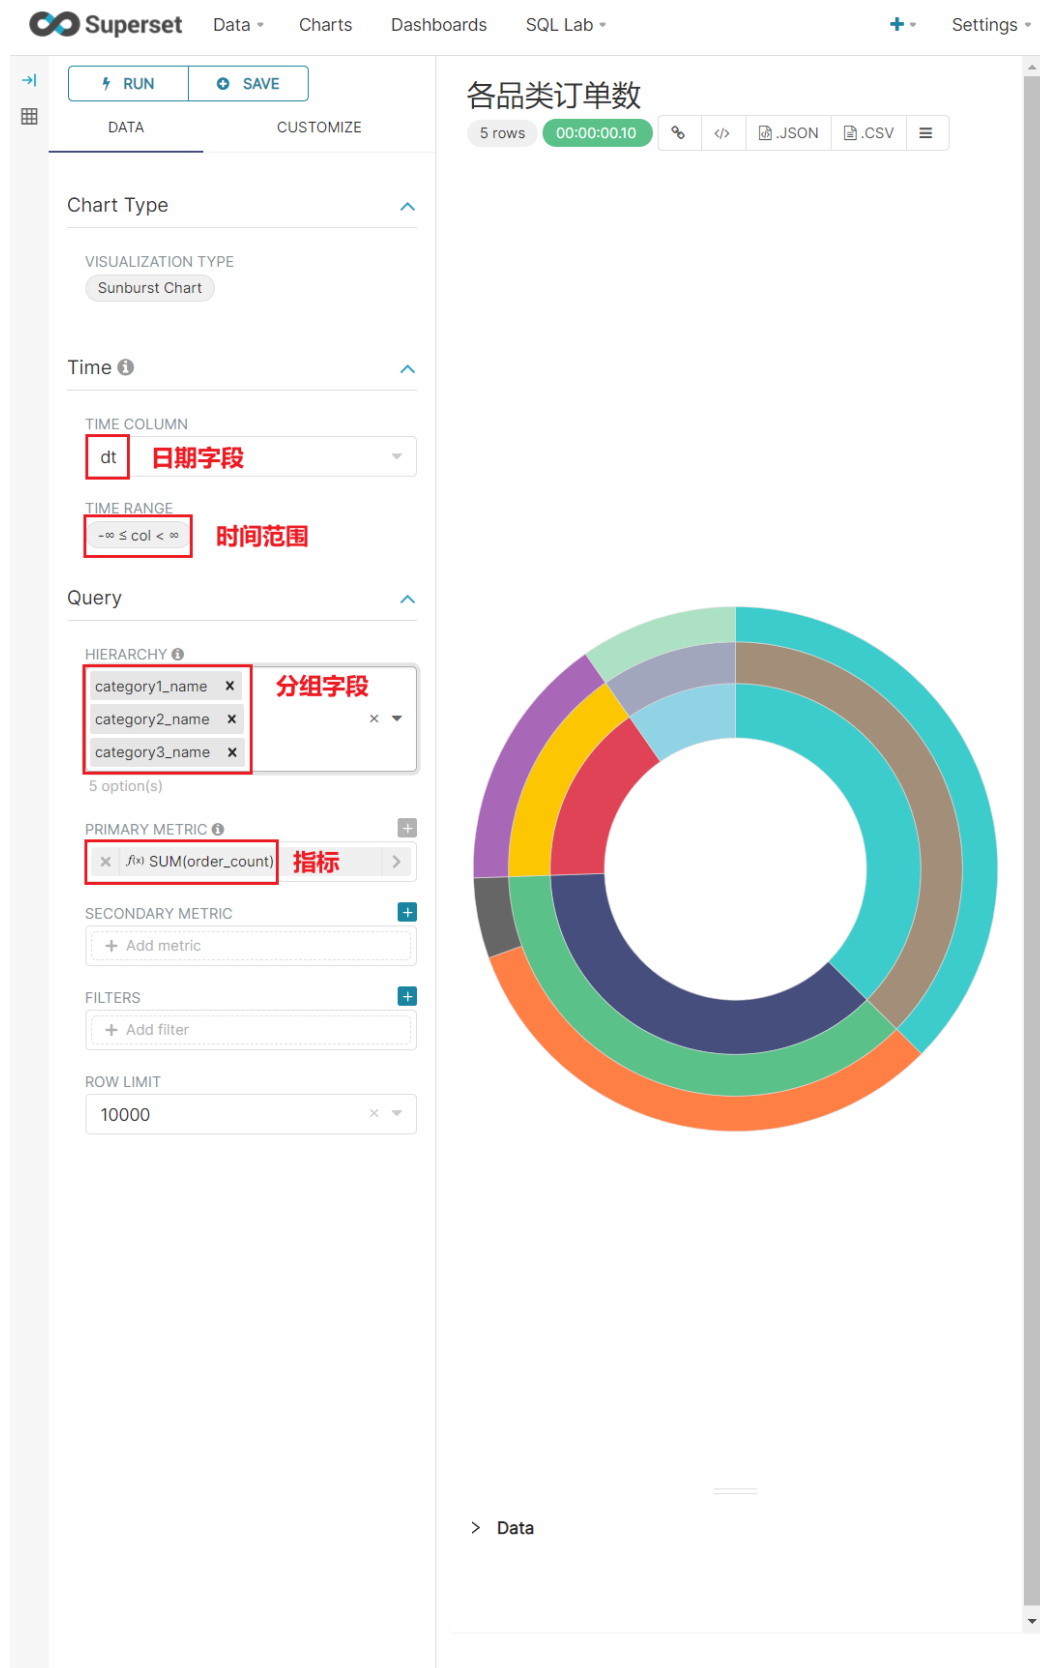 Superset Data Charts Dashboards SQL Lab Settings
RUN SAVE
DATA CUSTOMIZE
Chart Type
VISUALIZATION TYPE
Sunburst Chart
Time
TIME COLUMN
dt 日期字段
TIME RANGE
-∞ ≤ col < ∞ 时间范围
Query
HIERARCHY
category1_name × 分组字段
category2_name ×
category3_name ×
5 option(s)
PRIMARY METRIC
f(x) SUM(order_count) 指标
SECONDARY METRIC
+ Add metric
FILTERS
+ Add filter
ROW LIMIT
10000
各品类订单数
5 rows 00:00:00.10 </> .JSON .CSV
> Data